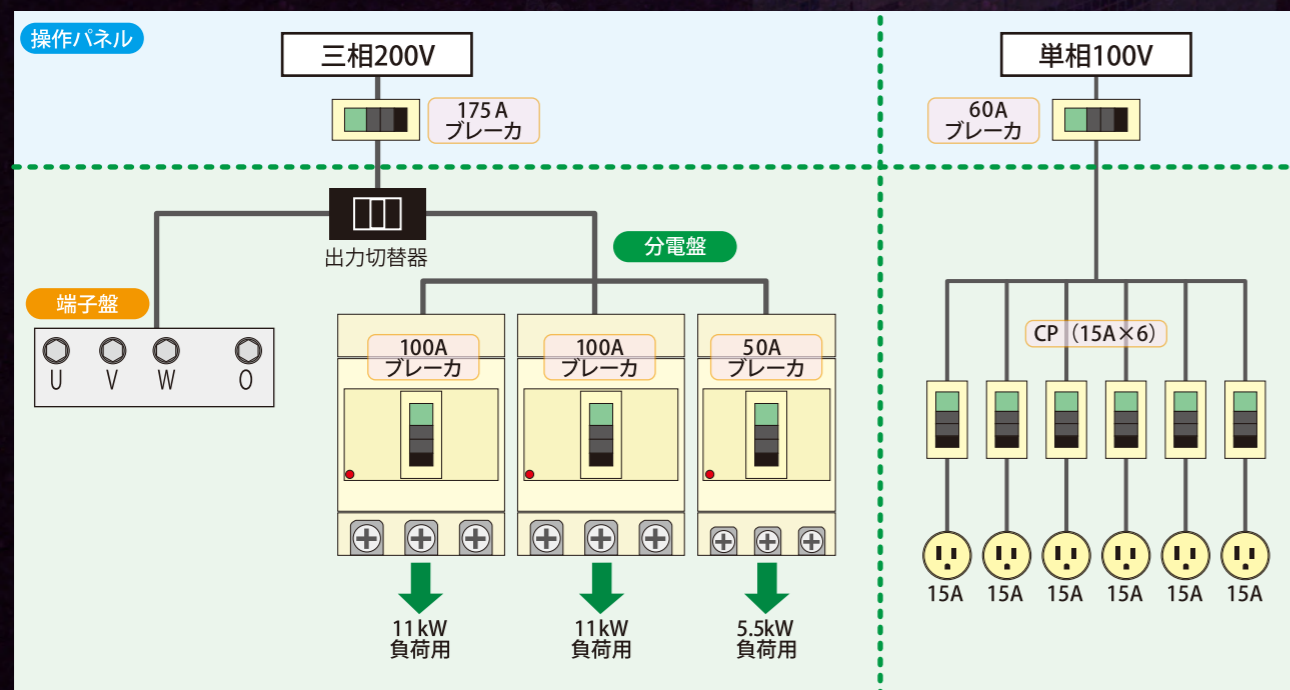 操作パネル
三相200V
175A
ブレーカ
単相100V
60A
ブレーカ
出力切替器
分電盤
端子盤
U V W O
100A
ブレーカ
100A
ブレーカ
50A
ブレーカ
CP（15A×6）
11kW
負荷用
11kW
負荷用
5.5kW
負荷用
15A 15A 15A 15A 15A 15A